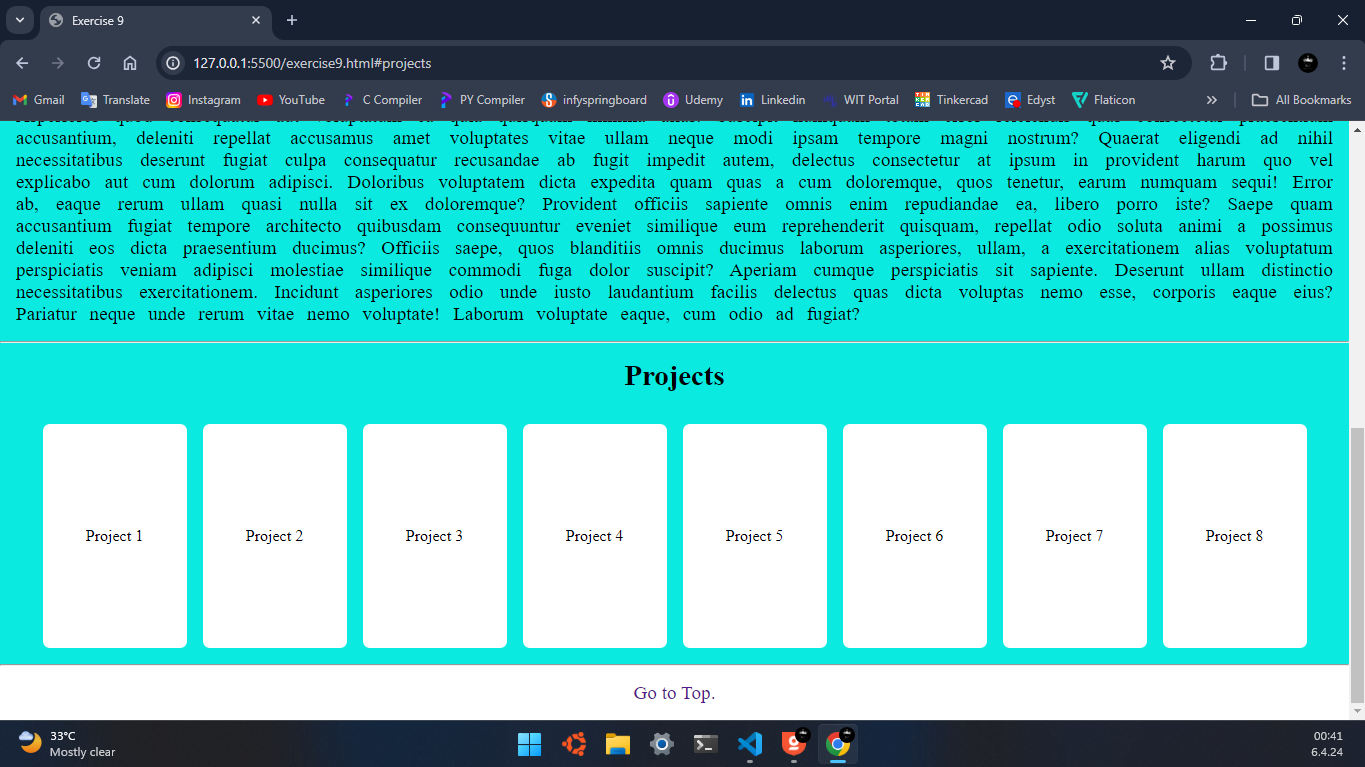 Exercise 9
127.0.0.1:5500/exercise9.html#projects
Gmail Translate Instagram YouTube C Compiler PY Compiler infyspringboard Udemy Linkedin WIT Portal Tinkercad Edyst Flaticon » All Bookmarks
accusantium, deleniti repellat accusamus amet voluptates vitae ullam neque modi ipsam tempore magni nostrum? Quaerat eligendi ad nihil
necessitatibus deserunt fugiat culpa consequatur recusandae ab fugit impedit autem, delectus consectetur at ipsum in provident harum quo vel
explicabo aut cum dolorum adipisci. Doloribus voluptatem dicta expedita quam quas a cum doloremque, quos tenetur, earum numquam sequi! Error
ab, eaque rerum ullam quasi nulla sit ex doloremque? Provident officiis sapiente omnis enim repudiandae ea, libero porro iste? Saepe quam
accusantium fugiat tempore architecto quibusdam consequuntur eveniet similique eum reprehenderit quisquam, repellat odio soluta animi a possimus
deleniti eos dicta praesentium ducimus? Officiis saepe, quos blanditiis omnis ducimus laborum asperiores, ullam, a exercitationem alias voluptatum
perspiciatis veniam adipisci molestiae similique commodi fuga dolor suscipit? Aperiam cumque perspiciatis sit sapiente. Deserunt ullam distinctio
necessitatibus exercitationem. Incidunt asperiores odio unde iusto laudantium facilis delectus quas dicta voluptas nemo esse, corporis eaque eius?
Pariatur neque unde rerum vitae nemo voluptate! Laborum voluptate eaque, cum odio ad fugiat?
Projects
Project 1 Project 2 Project 3 Project 4 Project 5 Project 6 Project 7 Project 8
Go to Top.
33°C
Mostly clear
00:41
6.4.24